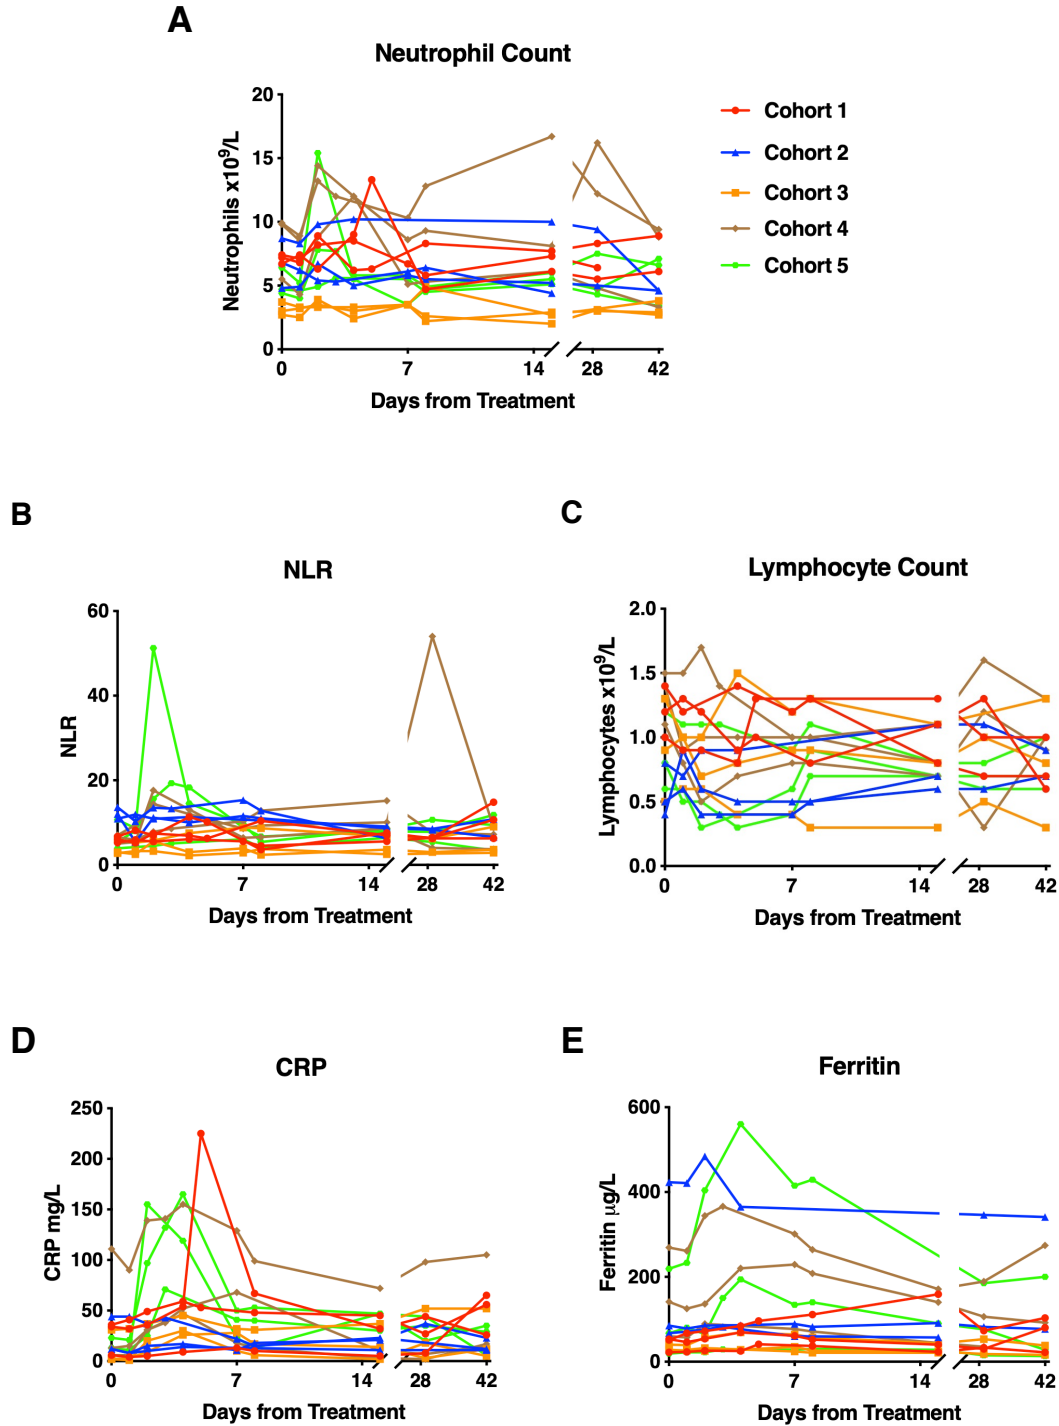 A
Neutrophil Count
20
15
10
5
0
Neutrophils x10⁹/L
0 7 14 28 42
Days from Treatment
Cohort 1
Cohort 2
Cohort 3
Cohort 4
Cohort 5
B
NLR
60
40
20
0
NLR
0 7 14 28 42
Days from Treatment
C
Lymphocyte Count
2.0
1.5
1.0
0.5
0.0
Lymphocytes x10⁹/L
0 7 14 28 42
Days from Treatment
D
CRP
250
200
150
100
50
0
CRP mg/L
0 7 14 28 42
Days from Treatment
E
Ferritin
600
400
200
0
Ferrritin µg/L
0 7 14 28 42
Days from Treatment